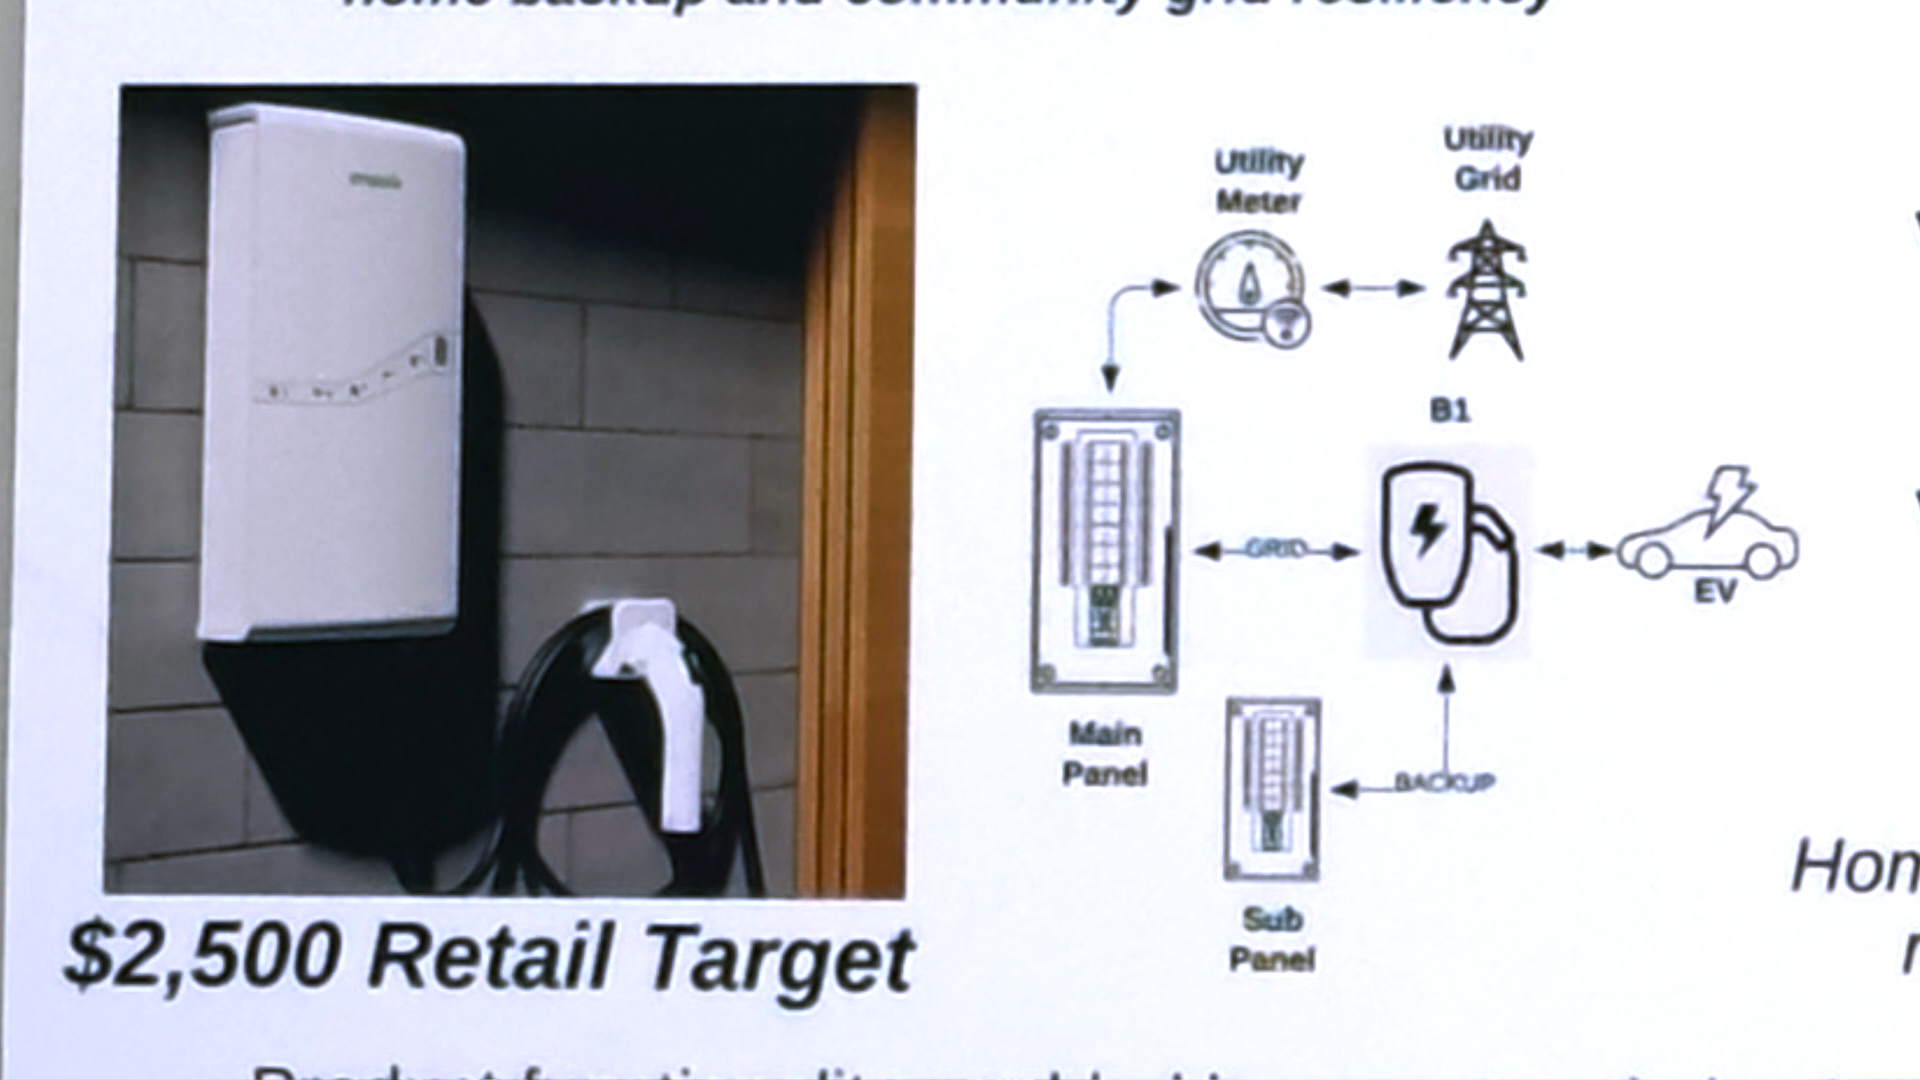 home backup and community grid resiliency
Utility
Meter
Utility
Grid
B1
GRID
EV
Main
Panel
BACKUP
Sub
Panel
$2,500 Retail Target
Hom